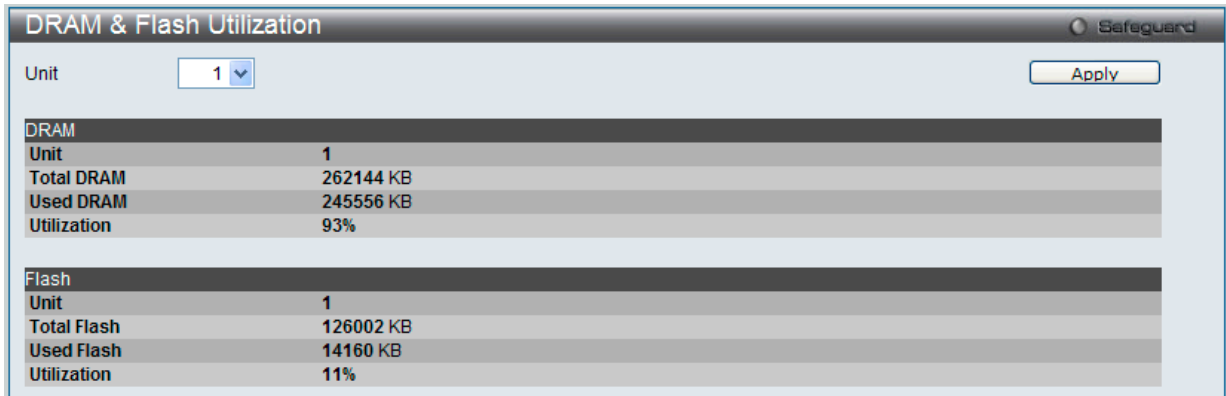 DRAM & Flash Utilization Safeguard
Unit 1 Apply
DRAM
Unit 1
Total DRAM 262144 KB
Used DRAM 245556 KB
Utilization 93%
Flash
Unit 1
Total Flash 126002 KB
Used Flash 14160 KB
Utilization 11%